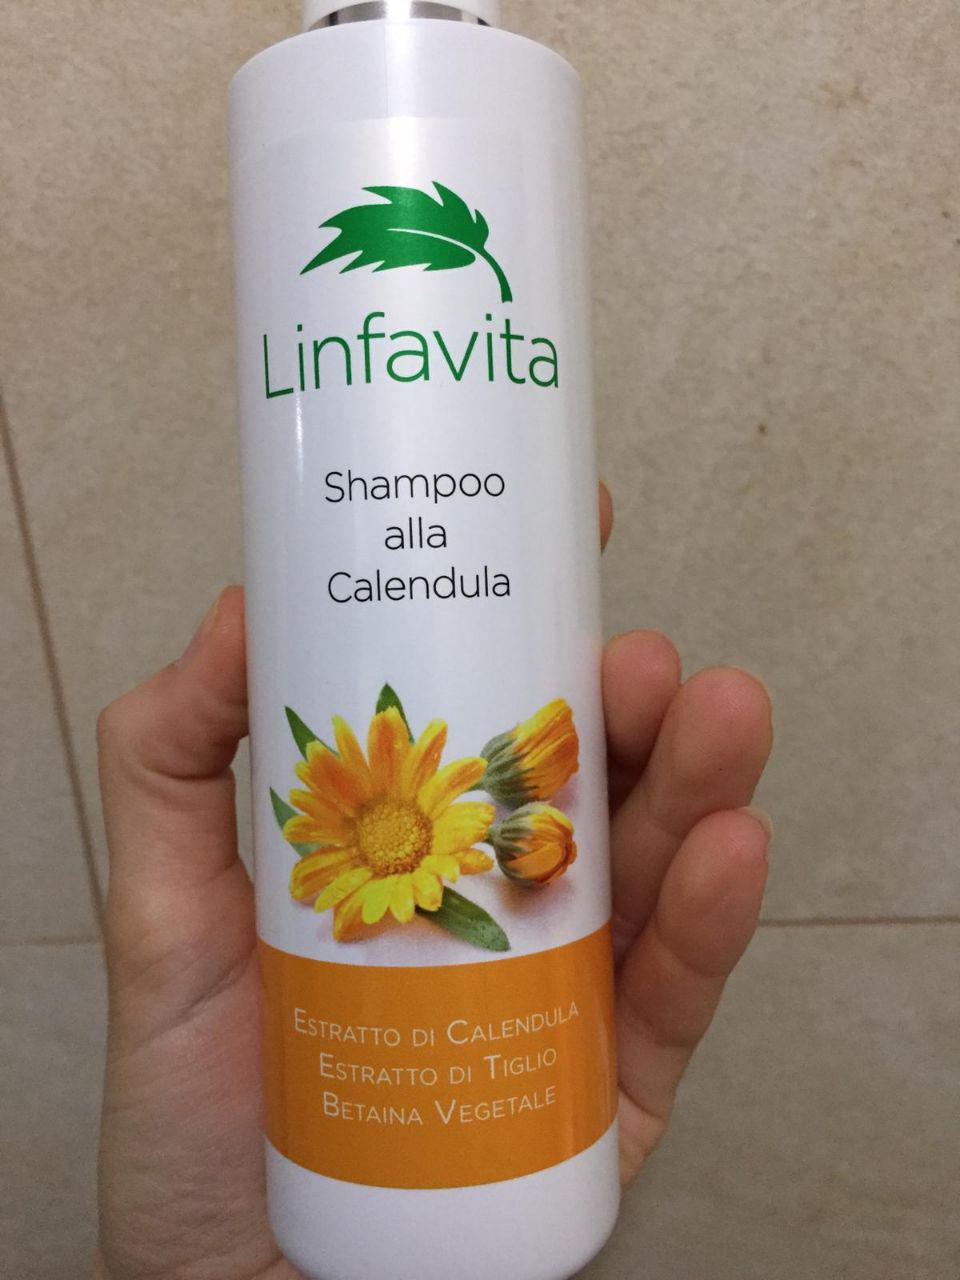 Linfavita
Shampoo
alla
Calendula
Estratto di Calendula
Estratto di Tiglio
Betaina Vegetale